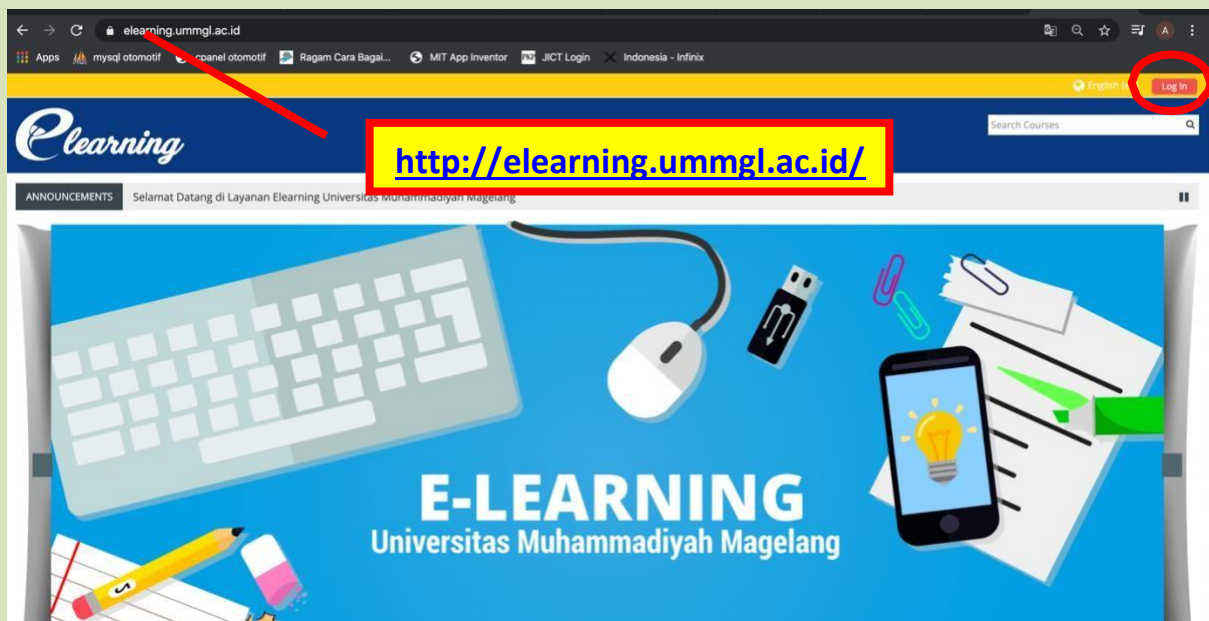 elearning.ummgl.ac.id
Apps mysql otomotif cpanel otomotif Ragam Cara Bagai... MIT App Inventor JICT Login Indonesia - Infinix
English Log In
Elearning
Search Courses
http://elearning.ummgl.ac.id/
ANNOUNCEMENTS Selamat Datang di Layanan Elearning Universitas Muhammadiyah Magelang
E-LEARNING
Universitas Muhammadiyah Magelang